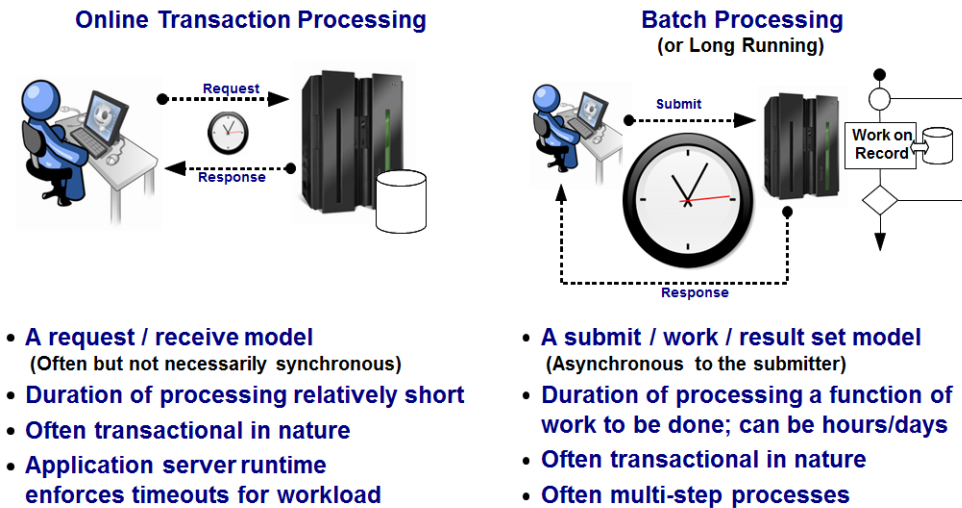 Online Transaction Processing
Request
Response
• A request / receive model
(Often but not necessarily synchronous)
• Duration of processing relatively short
• Often transactional in nature
• Application server runtime
enforces timeouts for workload
Batch Processing
(or Long Running)
Submit
Work on
Record
Response
• A submit / work / result set model
(Asynchronous to the submitter)
• Duration of processing a function of
work to be done; can be hours/days
• Often transactional in nature
• Often multi-step processes